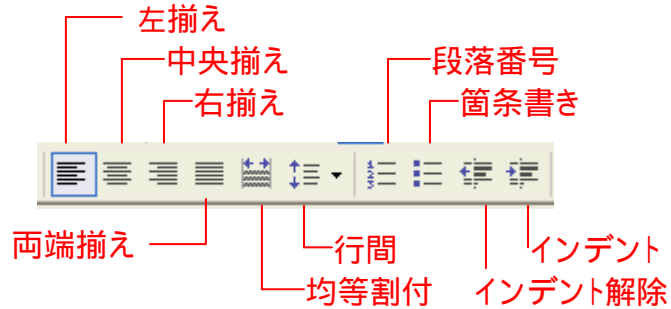 左揃え
中央揃え
段落番号
右揃え
箇条書き
両端揃え
行間
インデント
均等割付
インデント解除